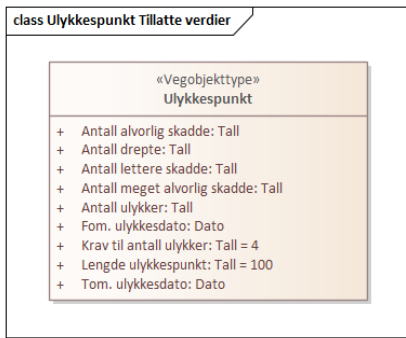 class Ulykkespunkt Tillatte verdier
«Vegobjekttype»
Ulykkespunkt
+ Antall alvorlig skadde: Tall
+ Antall drepte: Tall
+ Antall lettere skadde: Tall
+ Antall meget alvorlig skadde: Tall
+ Antall ulykker: Tall
+ Fom. ulykkesdato: Dato
+ Krav til antall ulykker: Tall = 4
+ Lengde ulykkespunkt: Tall = 100
+ Tom. ulykkesdato: Dato